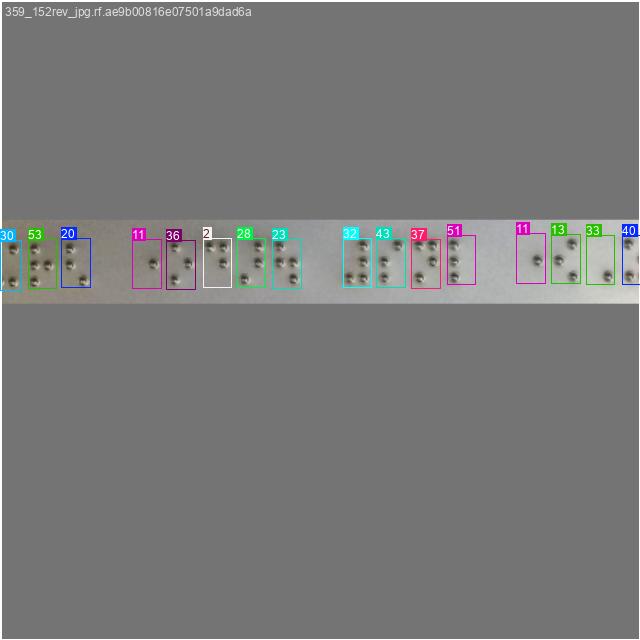 359_152rev_jpg.rf.ae9b00816e07501a9dad6a
30 53 20 11 36 2 28 23 32 43 37 51 11 13 33 40
⠗⠣ ⠐⠕⠙⠜⠳ ⠼⠎⠝⠇ ⠐⠪⠠